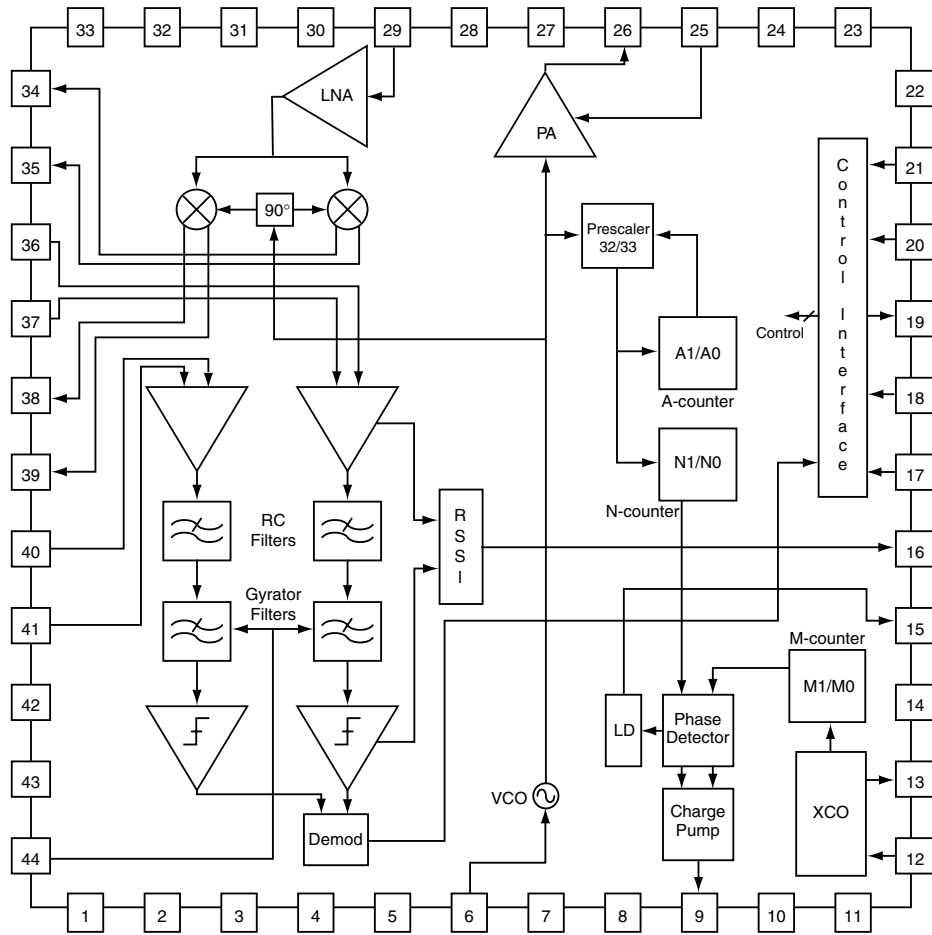 33 32 31 30 29 28 27 26 25 24 23
34
LNA
PA
22
35
90°
Prescaler
32/33
Control Interface
21
36
20
37
Control
19
A1/A0
A-counter
38
18
39
N1/N0
N-counter
17
RC
Filters
RSSI
40
16
Gyrator
Filters
41
15
M-counter
M1/M0
42
14
LD
Phase
Detector
43
VCO
13
Charge
Pump
XCO
Demod
44
12
1 2 3 4 5 6 7 8 9 10 11